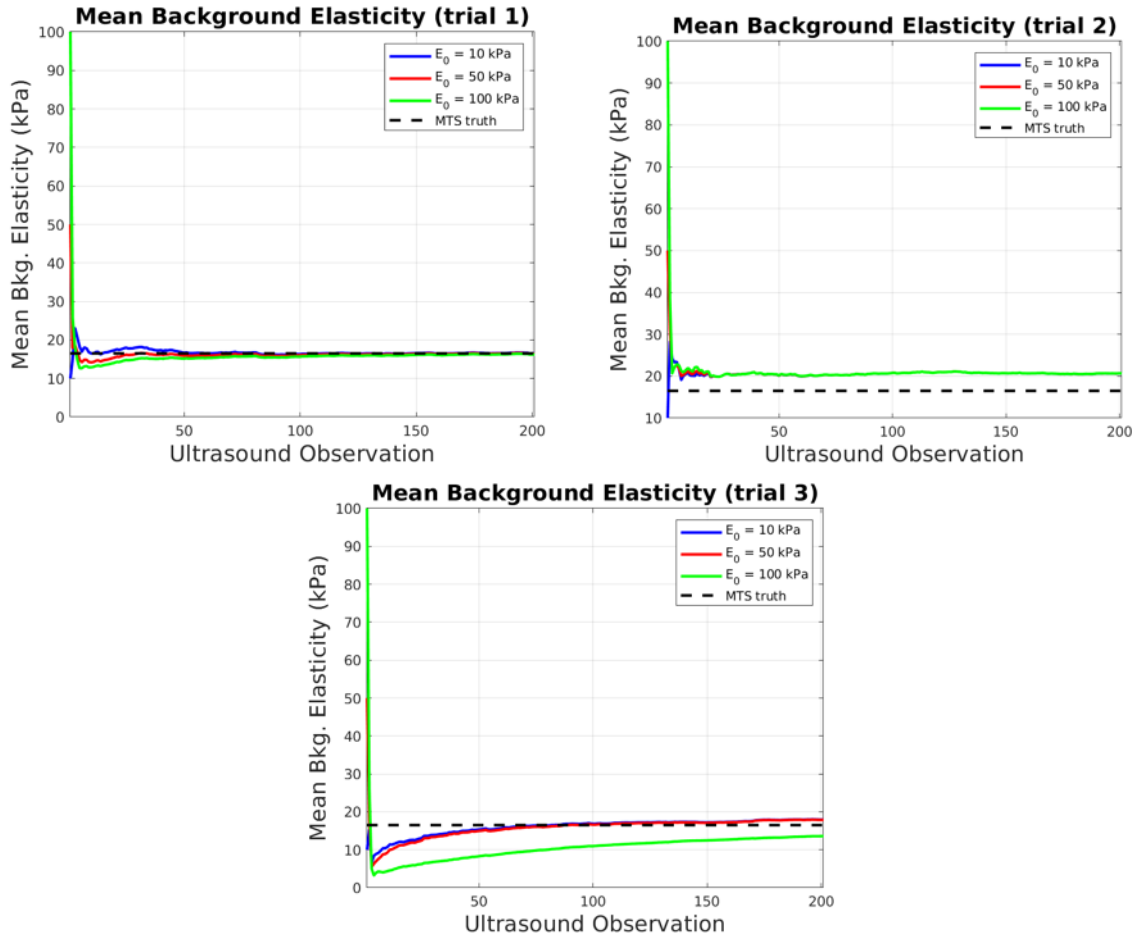 Mean Background Elasticity (trial 1)
Mean Bkg. Elasticity (kPa)
100
90
80
70
60
50
40
30
20
10
0
E₀ = 10 kPa
E₀ = 50 kPa
E₀ = 100 kPa
MTS truth
50
100
150
200
Ultrasound Observation
Mean Background Elasticity (trial 2)
Mean Bkg. Elasticity (kPa)
100
90
80
70
60
50
40
30
20
10
E₀ = 10 kPa
E₀ = 50 kPa
E₀ = 100 kPa
MTS truth
50
100
150
200
Ultrasound Observation
Mean Background Elasticity (trial 3)
Mean Bkg. Elasticity (kPa)
100
90
80
70
60
50
40
30
20
10
0
E₀ = 10 kPa
E₀ = 50 kPa
E₀ = 100 kPa
MTS truth
50
100
150
200
Ultrasound Observation